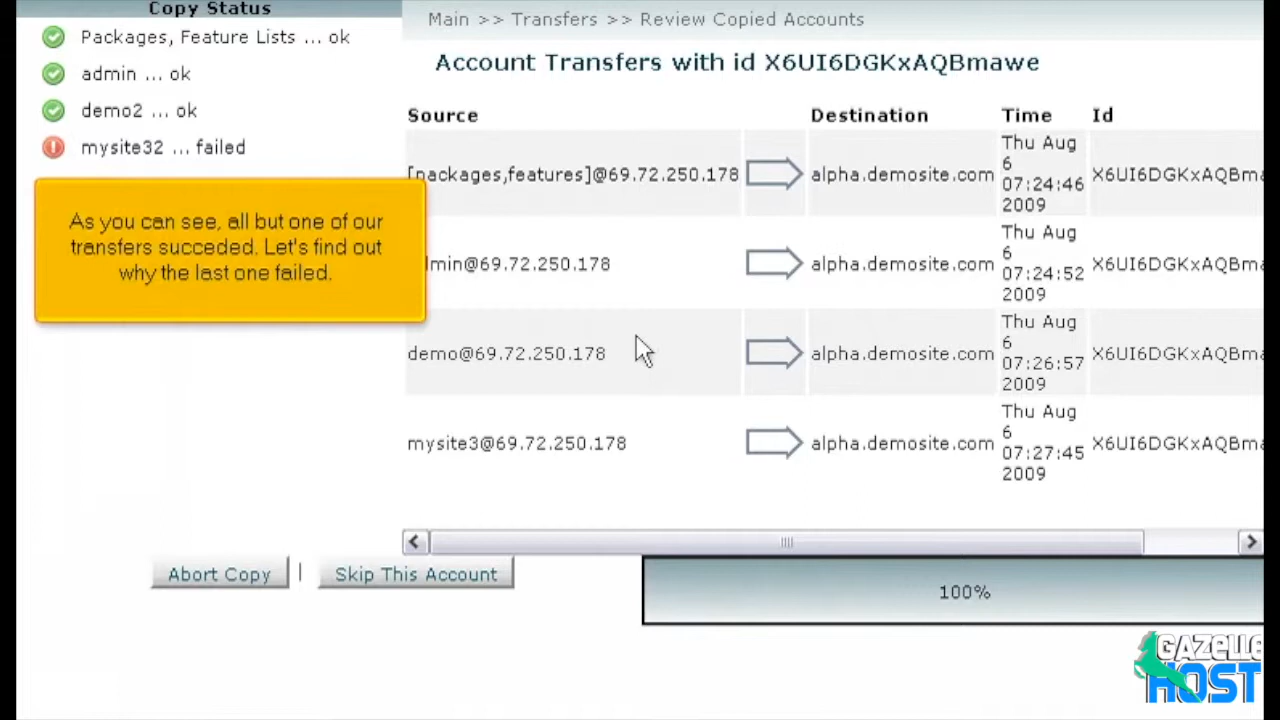 Copy Status
Packages, Feature Lists ... ok
admin ... ok
demo2 ... ok
mysite32 ... failed
As you can see, all but one of our
transfers succeded. Let's find out
why the last one failed.
Main >> Transfers >> Review Copied Accounts
Account Transfers with id X6UI6DGKxAQBmawe
Source Destination Time Id
[packages,features]@69.72.250.178 alpha.demosite.com Thu Aug 6 07:24:46 2009 X6UI6DGKxAQBma
dmin@69.72.250.178 alpha.demosite.com Thu Aug 6 07:24:52 2009 X6UI6DGKxAQBma
demo@69.72.250.178 alpha.demosite.com Thu Aug 6 07:26:57 2009 X6UI6DGKxAQBma
mysite3@69.72.250.178 alpha.demosite.com Thu Aug 6 07:27:45 2009 X6UI6DGKxAQBma
Abort Copy | Skip This Account
100%
GAZELLE
HOST